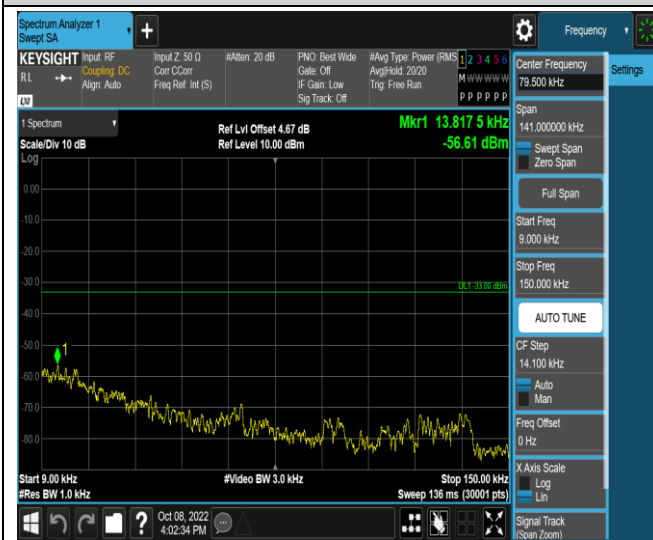 Spectrum Analyzer 1
Swept SA
+
Frequency
KEYSIGHT
RL
LXI
Input: RF
Coupling: DC
Align: Auto
Input Z: 50 Ω
Corr CCorr
Freq Ref: Int (S)
#Atten: 20 dB
PNO: Best Wide
Gate: Off
IF Gain: Low
Sig Track: Off
#Avg Type: Power (RMS
Avg|Hold: 20/20
Trig: Free Run
1 2 3 4 5 6
M W W W W W
P P P P P P
1 Spectrum
Scale/Div 10 dB
Log
Ref Lvl Offset 4.67 dB
Ref Level 10.00 dBm
Mkr1 13.817 5 kHz
-56.61 dBm
0.00
-10.0
-20.0
-30.0
DL1 -33.00 dBm
-40.0
-50.0
1
-60.0
-70.0
-80.0
Start 9.00 kHz
#Res BW 1.0 kHz
#Video BW 3.0 kHz
Stop 150.00 kHz
Sweep 136 ms (30001 pts)
?
Oct 08, 2022
4:02:34 PM
Center Frequency
79.500 kHz
Settings
Span
141.000000 kHz
Swept Span
Zero Span
Full Span
Start Freq
9.000 kHz
Stop Freq
150.000 kHz
AUTO TUNE
CF Step
14.100 kHz
Auto
Man
Freq Offset
0 Hz
X Axis Scale
Log
Lin
Signal Track
(Span Zoom)